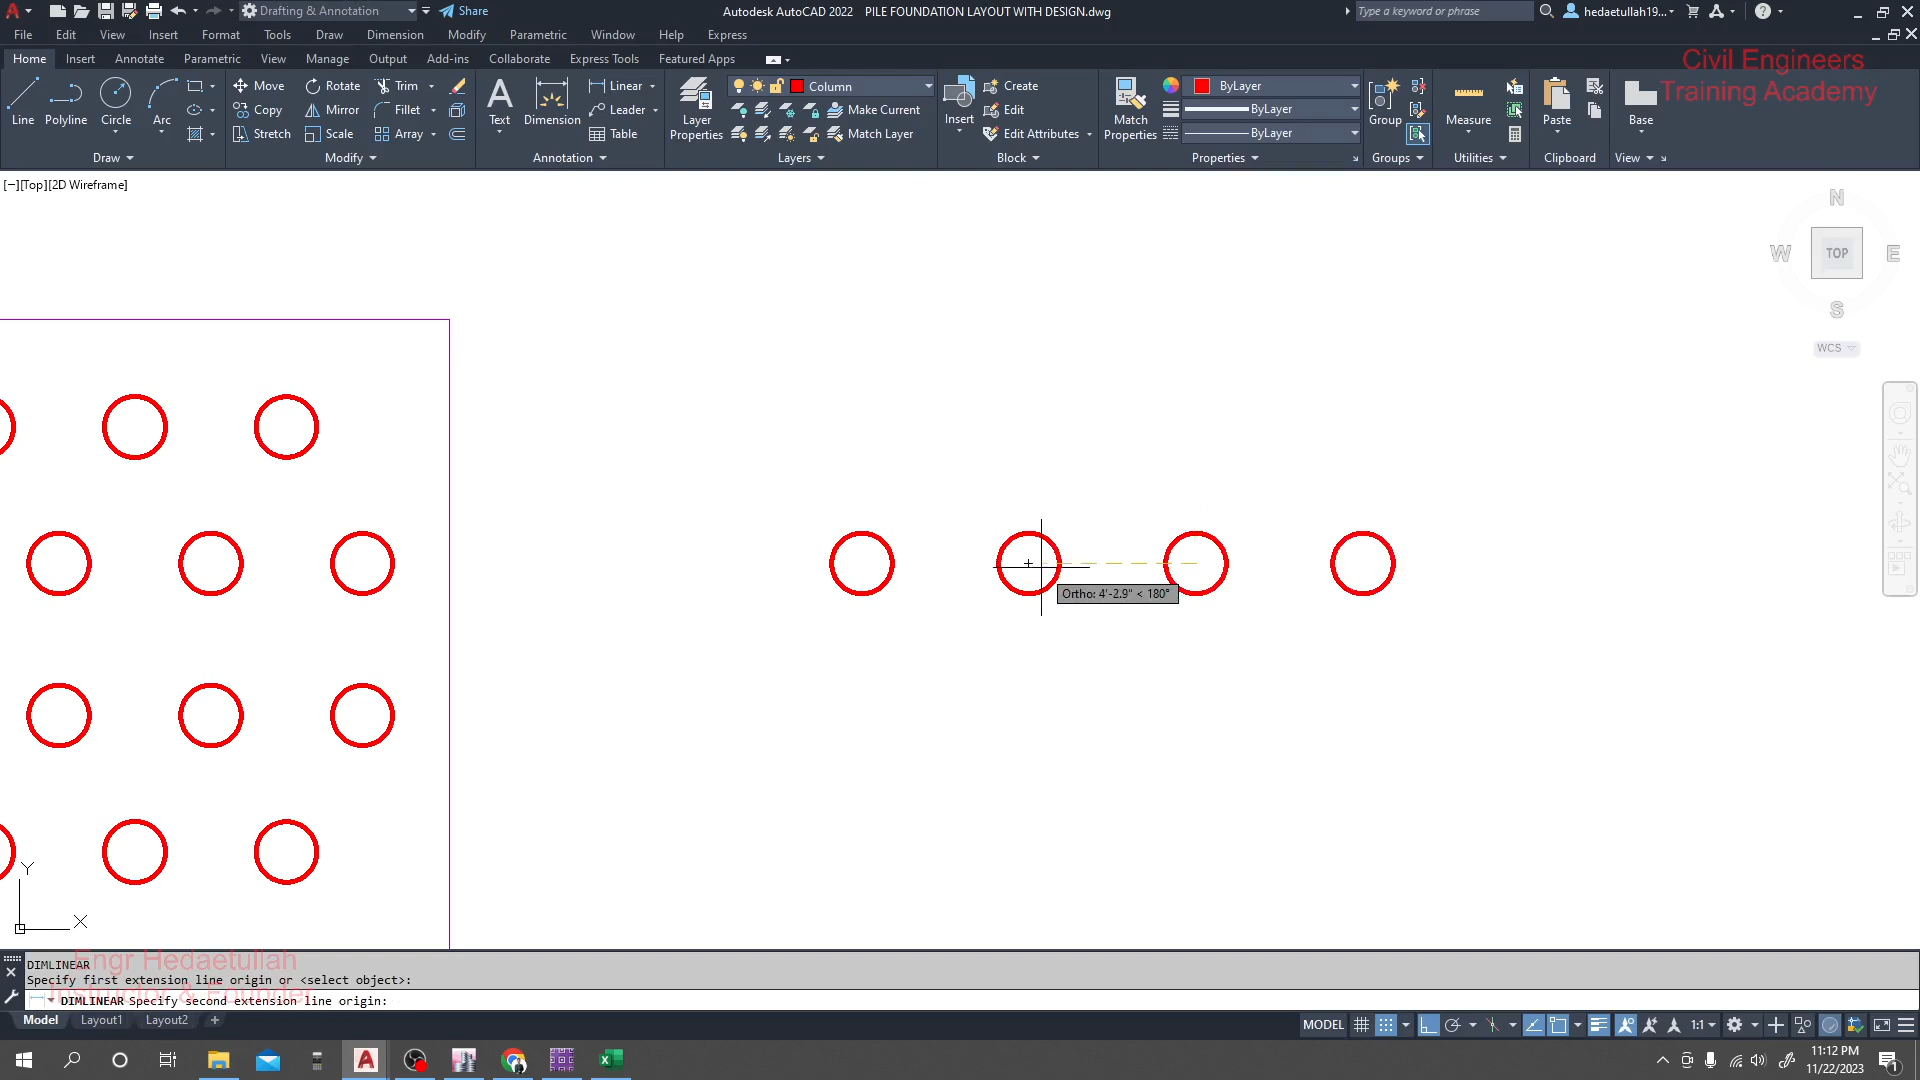 Drafting & Annotation
Share
Autodesk AutoCAD 2022 PILE FOUNDATION LAYOUT WITH DESIGN.dwg
Type a keyword or phrase
hedaetullah19...
File Edit View Insert Format Tools Draw Dimension Modify Parametric Window Help Express
Home Insert Annotate Parametric View Manage Output Add-ins Collaborate Express Tools Featured Apps
Civil Engineers
Training Academy
Line Polyline Circle Arc
Draw
Move Rotate Trim
Copy Mirror Fillet
Stretch Scale Array
Modify
Text Dimension
Linear
Leader
Table
Annotation
Layer
Properties
Column
Make Current
Match Layer
Layers
Insert
Create
Edit
Edit Attributes
Block
Match
Properties
ByLayer
ByLayer
ByLayer
Properties
Group
Groups
Measure
Utilities
Paste
Clipboard
Base
View
[−][Top][2D Wireframe]
N
W TOP E
S
WCS
Ortho: 4'-2.9" < 180°
Y
X
Engr Hedaetullah
Instructor & Founder
DIMLINEAR
Specify first extension line origin or <select object>:
DIMLINEAR Specify second extension line origin:
Model Layout1 Layout2 +
MODEL 1:1
11:12 PM
11/22/2023
1